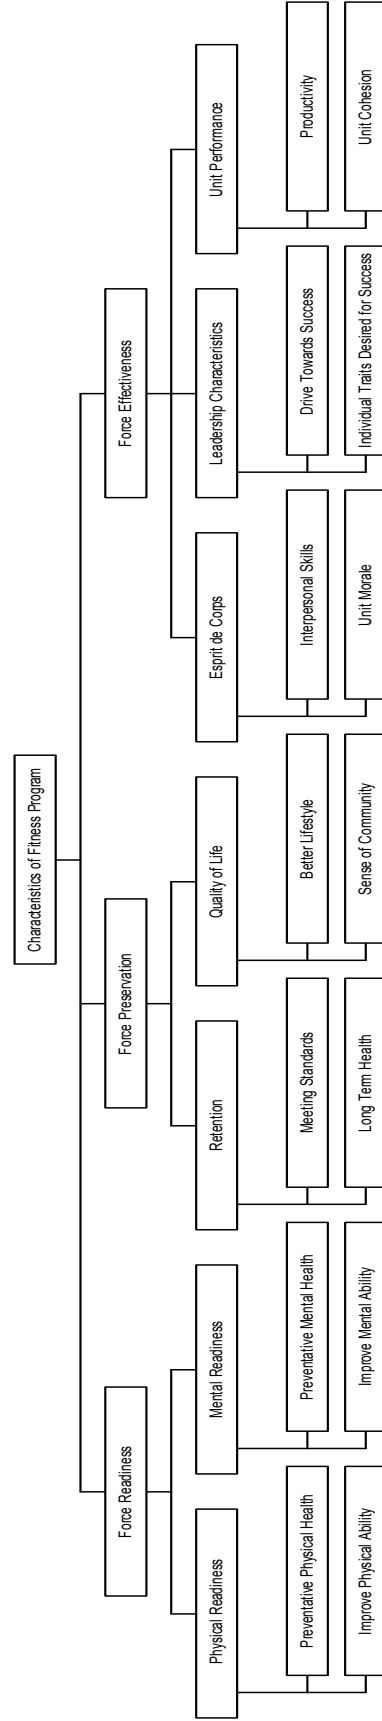 Characteristics of Fitness Program
Force Readiness
Force Preservation
Force Effectiveness
Physical Readiness
Mental Readiness
Retention
Quality of Life
Esprit de Corps
Leadership Characteristics
Unit Performance
Preventative Physical Health
Preventative Mental Health
Meeting Standards
Better Lifestyle
Interpersonal Skills
Drive Towards Success
Productivity
Improve Physical Ability
Improve Mental Ability
Long Term Health
Sense of Community
Unit Morale
Individual Traits Desired for Success
Unit Cohesion